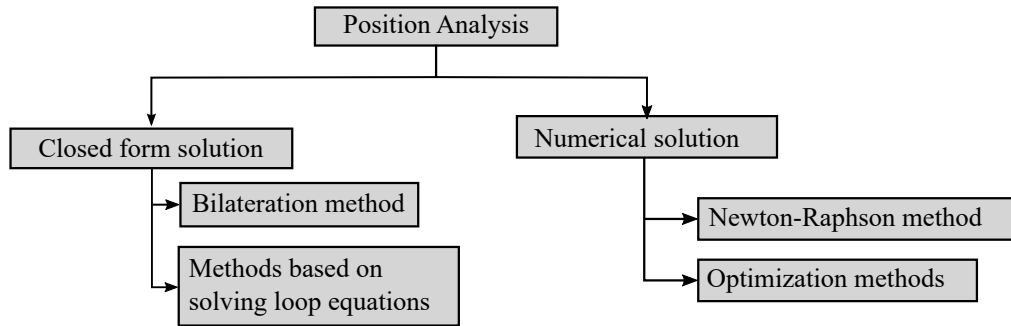 Position Analysis
Closed form solution
Numerical solution
Bilateration method
Newton-Raphson method
Methods based on
solving loop equations
Optimization methods